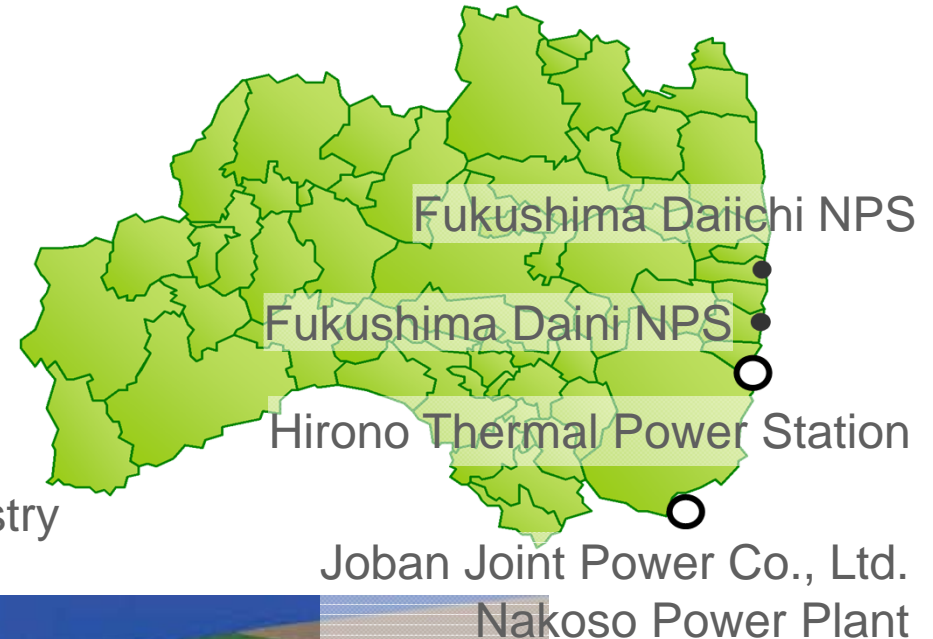 Fukushima Daiichi NPS
Fukushima Daini NPS
Hirono Thermal Power Station
stry
Joban Joint Power Co., Ltd.
Nakoso Power Plant